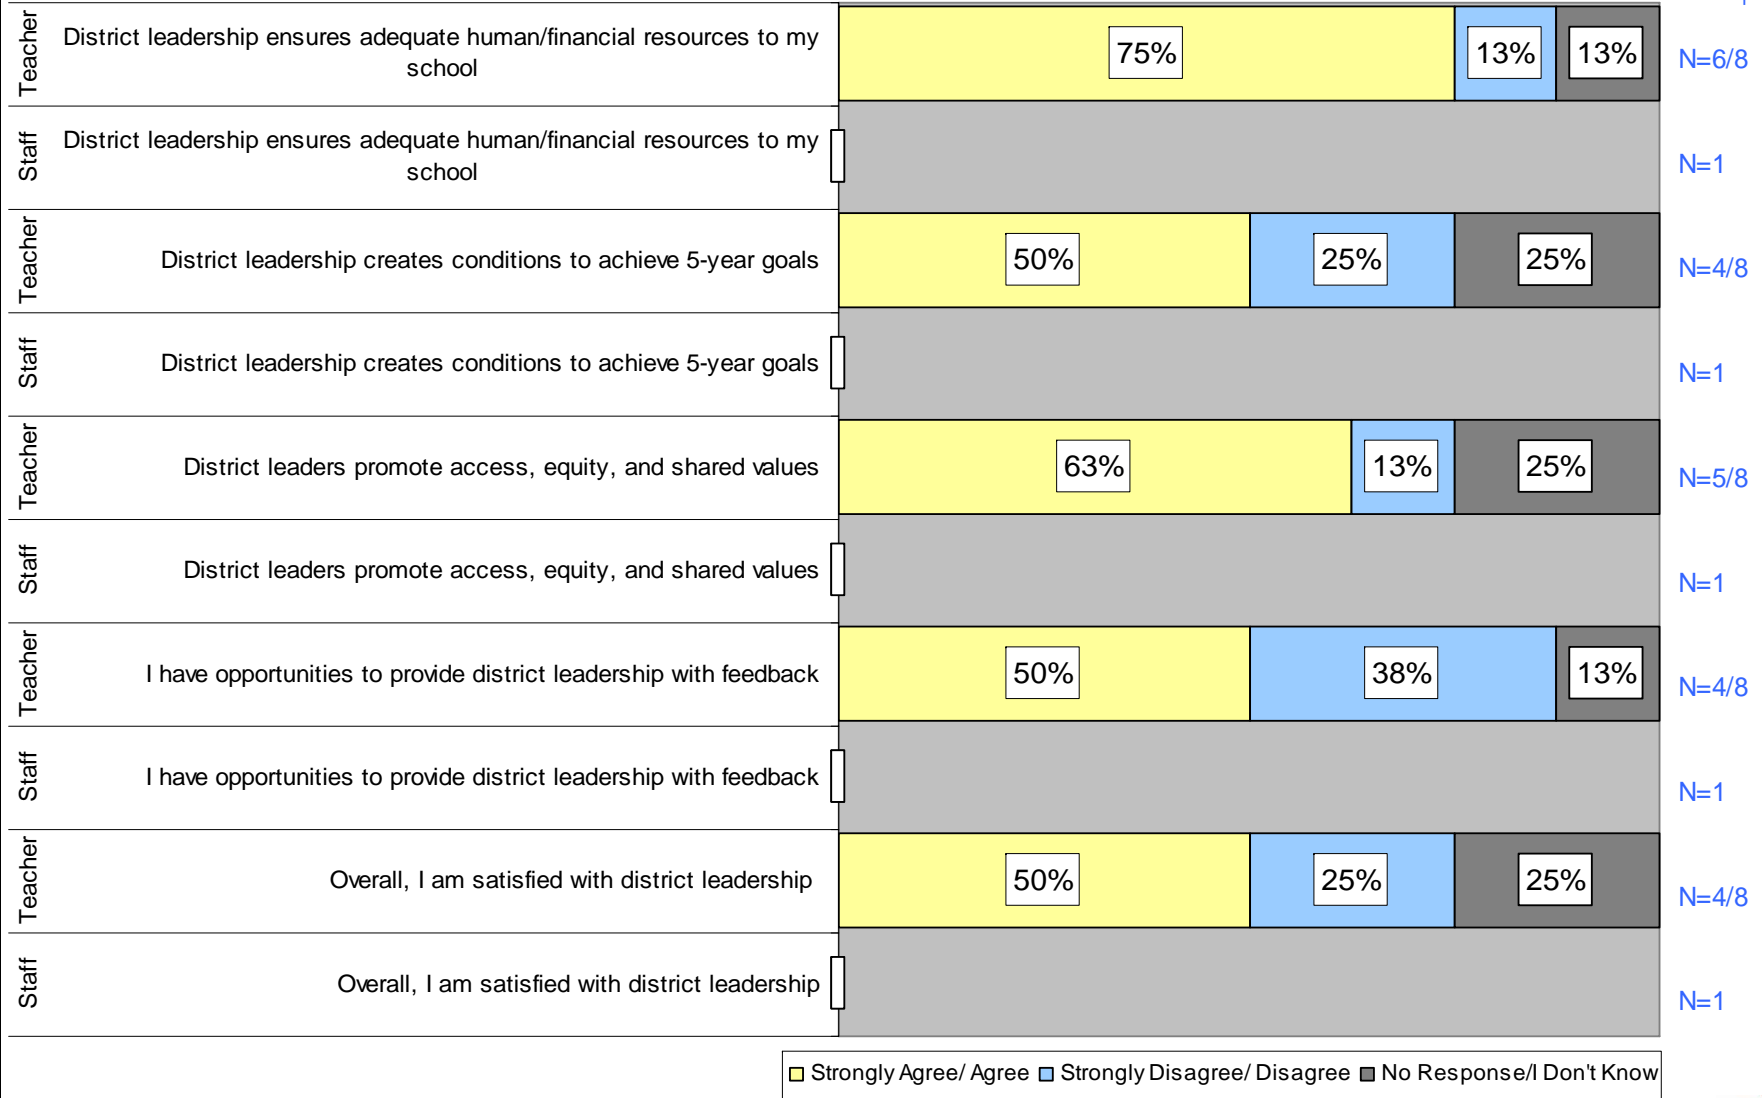 Teacher
District leadership ensures adequate human/financial resources to my
school
75%
13%
13%
N=6/8
Staff
District leadership ensures adequate human/financial resources to my
school
N=1
Teacher
District leadership creates conditions to achieve 5-year goals
50%
25%
25%
N=4/8
Staff
District leadership creates conditions to achieve 5-year goals
N=1
Teacher
District leaders promote access, equity, and shared values
63%
13%
25%
N=5/8
Staff
District leaders promote access, equity, and shared values
N=1
Teacher
I have opportunities to provide district leadership with feedback
50%
38%
13%
N=4/8
Staff
I have opportunities to provide district leadership with feedback
N=1
Teacher
Overall, I am satisfied with district leadership
50%
25%
25%
N=4/8
Staff
Overall, I am satisfied with district leadership
N=1
Strongly Agree/ Agree Strongly Disagree/ Disagree No Response/I Don't Know